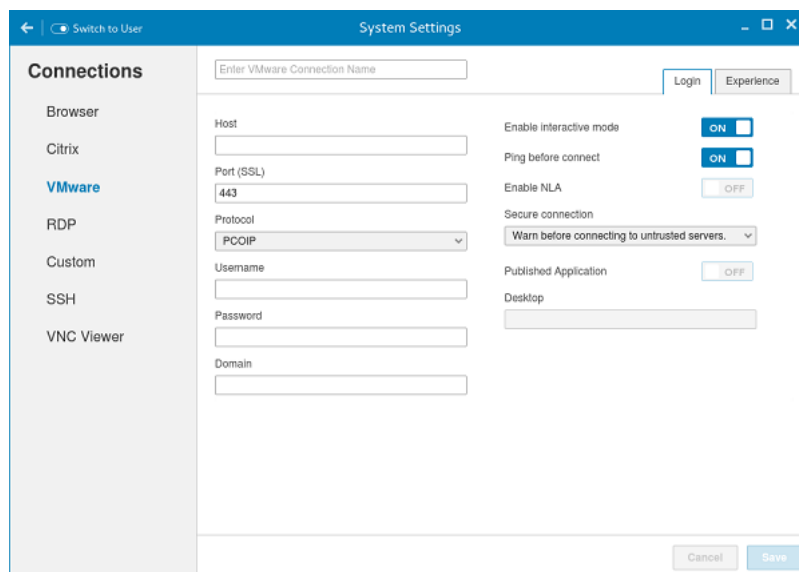 Switch to User
System Settings
Connections
Browser
Citrix
VMware
RDP
Custom
SSH
VNC Viewer
Enter VMware Connection Name
Login
Experience
Host
Port (SSL)
443
Protocol
PCOIP
Username
Password
Domain
Enable interactive mode
ON
Ping before connect
ON
Enable NLA
OFF
Secure connection
Warn before connecting to untrusted servers.
Published Application
OFF
Desktop
Cancel
Save